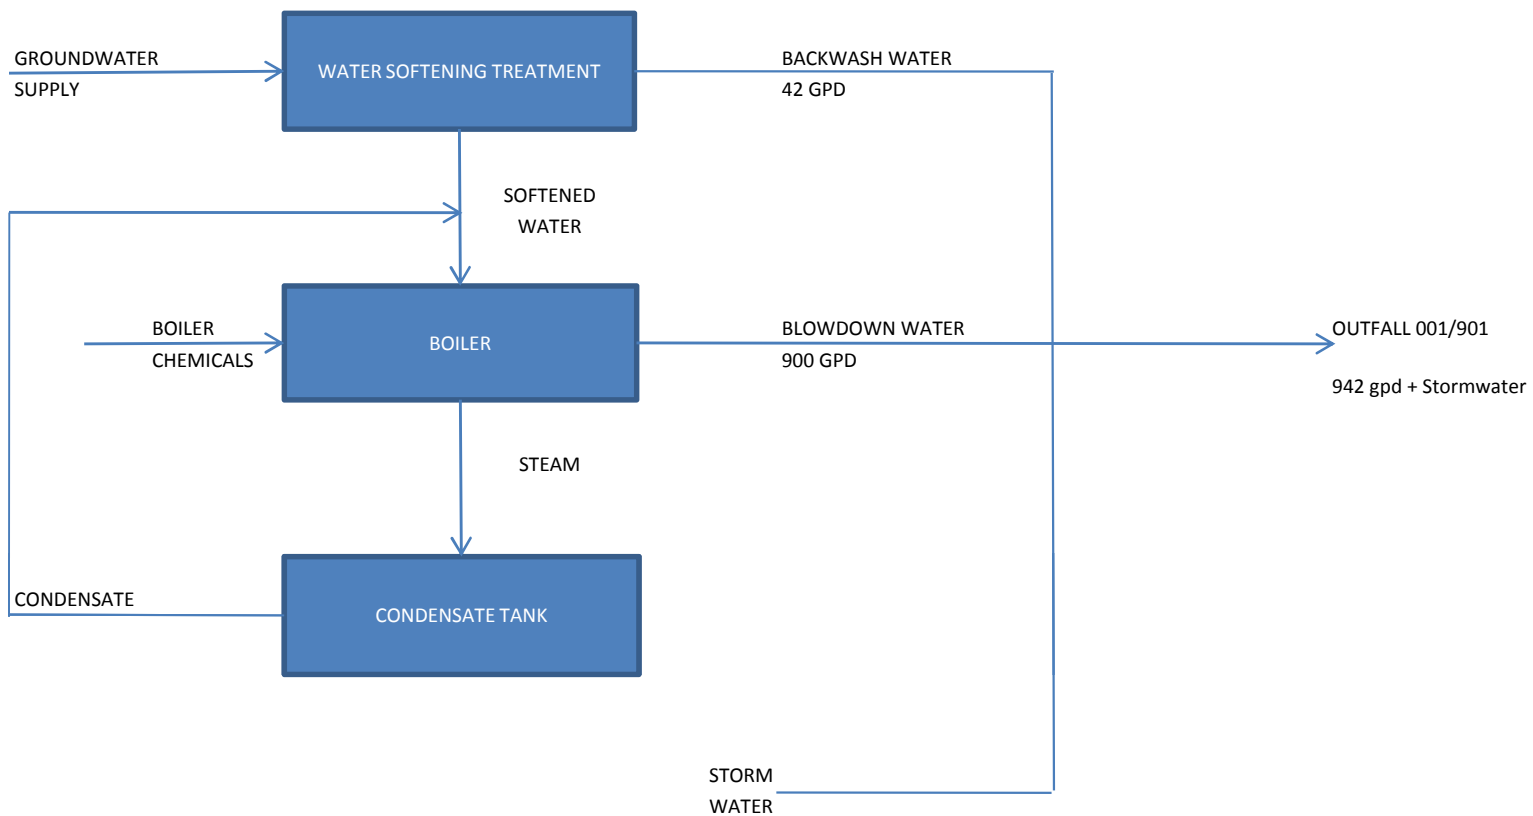 GROUNDWATER
SUPPLY
WATER SOFTENING TREATMENT
BACKWASH WATER
42 GPD
SOFTENED
WATER
BOILER
CHEMICALS
BOILER
BLOWDOWN WATER
900 GPD
OUTFALL 001/901
942 gpd + Stormwater
STEAM
CONDENSATE
CONDENSATE TANK
STORM
WATER